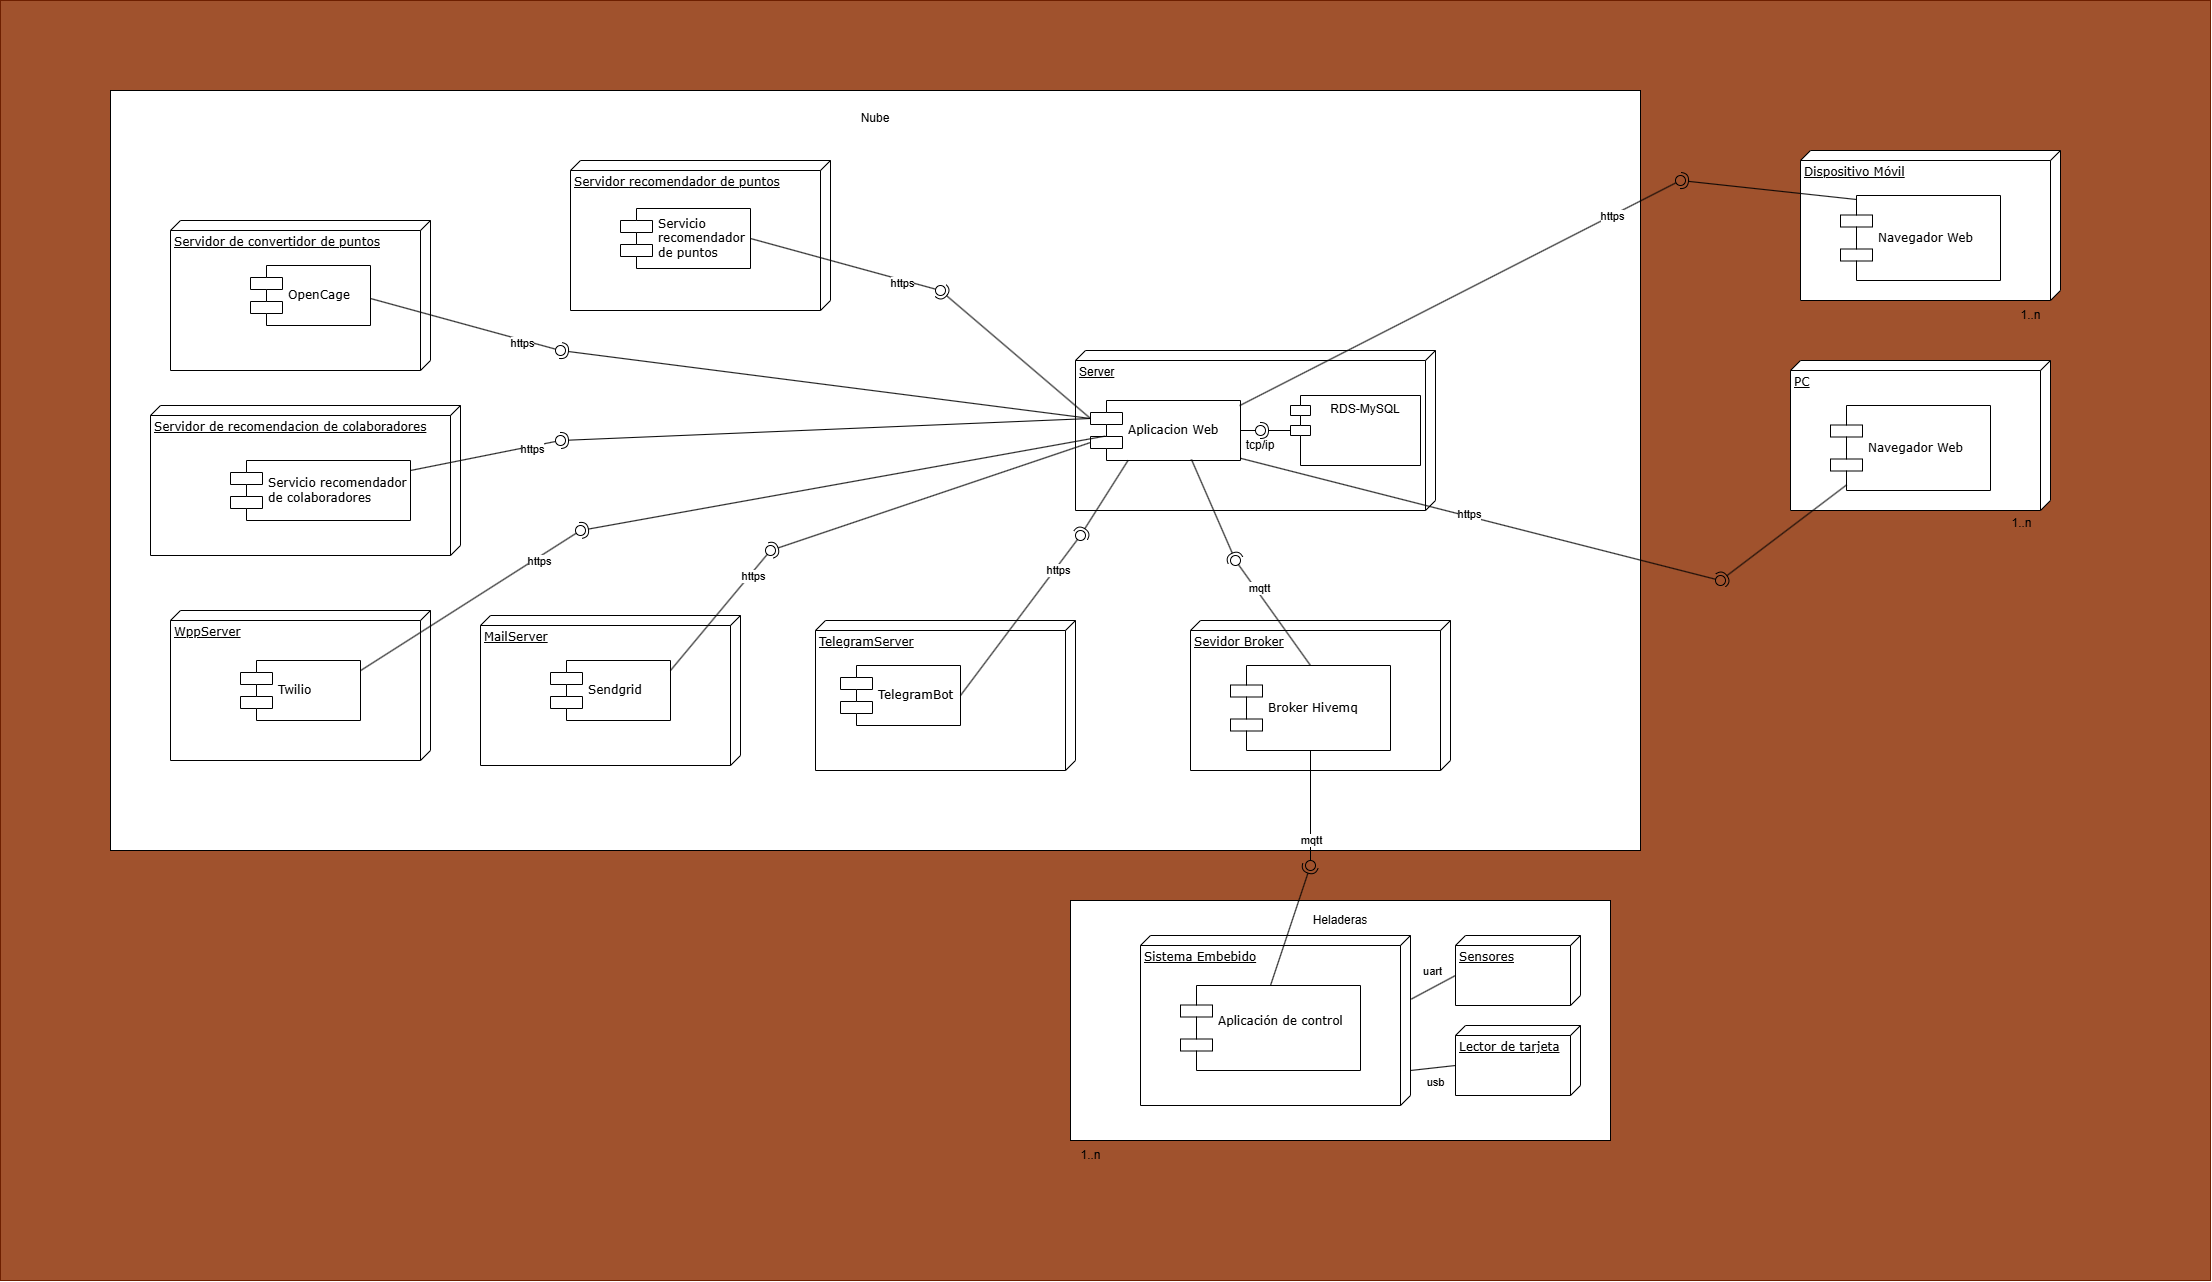 Nube
Servidor recomendador de puntos
Servicio
recomendador
de puntos
https
Servidor de convertidor de puntos
OpenCage
https
Servidor de recomendacion de colaboradores
Servicio recomendador
de colaboradores
https
Server
Aplicacion Web
tcp/ip
RDS-MySQL
https
Dispositivo Móvil
Navegador Web
1..n
PC
Navegador Web
1..n
https
https
https
https
mqtt
WppServer
Twilio
MailServer
Sendgrid
TelegramServer
TelegramBot
Sevidor Broker
Broker Hivemq
mqtt
Heladeras
Sistema Embebido
Aplicación de control
uart
Sensores
usb
Lector de tarjeta
1..n